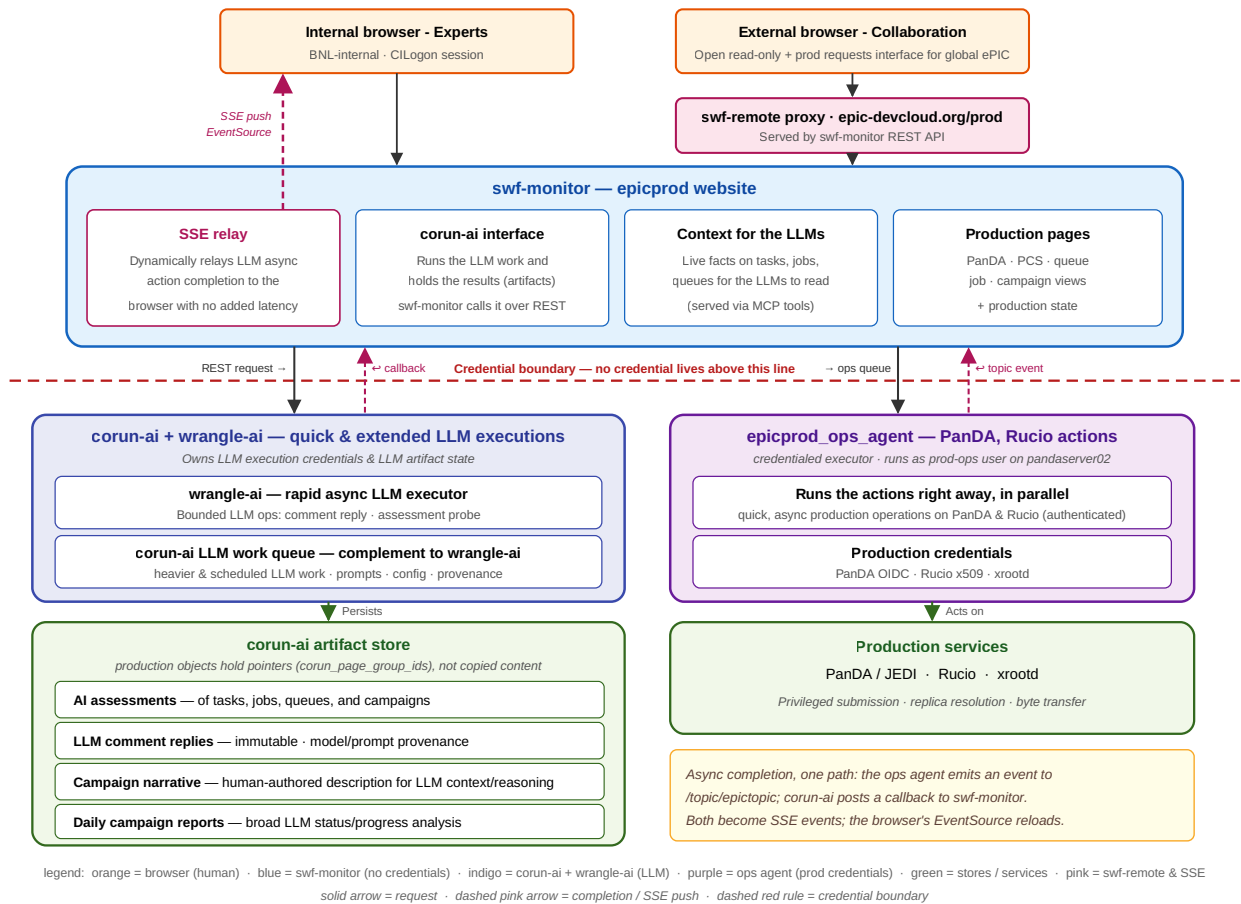 Internal browser - Experts
BNL-internal · CILogon session
External browser - Collaboration
Open read-only + prod requests interface for global ePIC
SSE push
EventSource
swf-remote proxy · epic-devcloud.org/prod
Served by swf-monitor REST API
swf-monitor — epicprod website
SSE relay
Dynamically relays LLM async
action completion to the
browser with no added latency
corun-ai interface
Runs the LLM work and
holds the results (artifacts)
swf-monitor calls it over REST
Context for the LLMs
Live facts on tasks, jobs,
queues for the LLMs to read
(served via MCP tools)
Production pages
PanDA · PCS · queue
job · campaign views
+ production state
REST request →
↩ callback
Credential boundary — no credential lives above this line
→ ops queue
↩ topic event
corun-ai + wrangle-ai — quick & extended LLM executions
Owns LLM execution credentials & LLM artifact state
wrangle-ai — rapid async LLM executor
Bounded LLM ops: comment reply · assessment probe
corun-ai LLM work queue — complement to wrangle-ai
heavier & scheduled LLM work · prompts · config · provenance
epicprod_ops_agent — PanDA, Rucio actions
credentialed executor · runs as prod-ops user on pandaserver02
Runs the actions right away, in parallel
quick, async production operations on PanDA & Rucio (authenticated)
Production credentials
PanDA OIDC · Rucio x509 · xrootd
Persists
Acts on
corun-ai artifact store
production objects hold pointers (corun_page_group_ids), not copied content
AI assessments — of tasks, jobs, queues, and campaigns
LLM comment replies — immutable · model/prompt provenance
Campaign narrative — human-authored description for LLM context/reasoning
Daily campaign reports — broad LLM status/progress analysis
Production services
PanDA / JEDI · Rucio · xrootd
Privileged submission · replica resolution · byte transfer
Async completion, one path: the ops agent emits an event to
/topic/epictopic; corun-ai posts a callback to swf-monitor.
Both become SSE events; the browser's EventSource reloads.
legend: orange = browser (human) · blue = swf-monitor (no credentials) · indigo = corun-ai + wrangle-ai (LLM) · purple = ops agent (prod credentials) · green = stores / services · pink = swf-remote & SSE
solid arrow = request · dashed pink arrow = completion / SSE push · dashed red rule = credential boundary